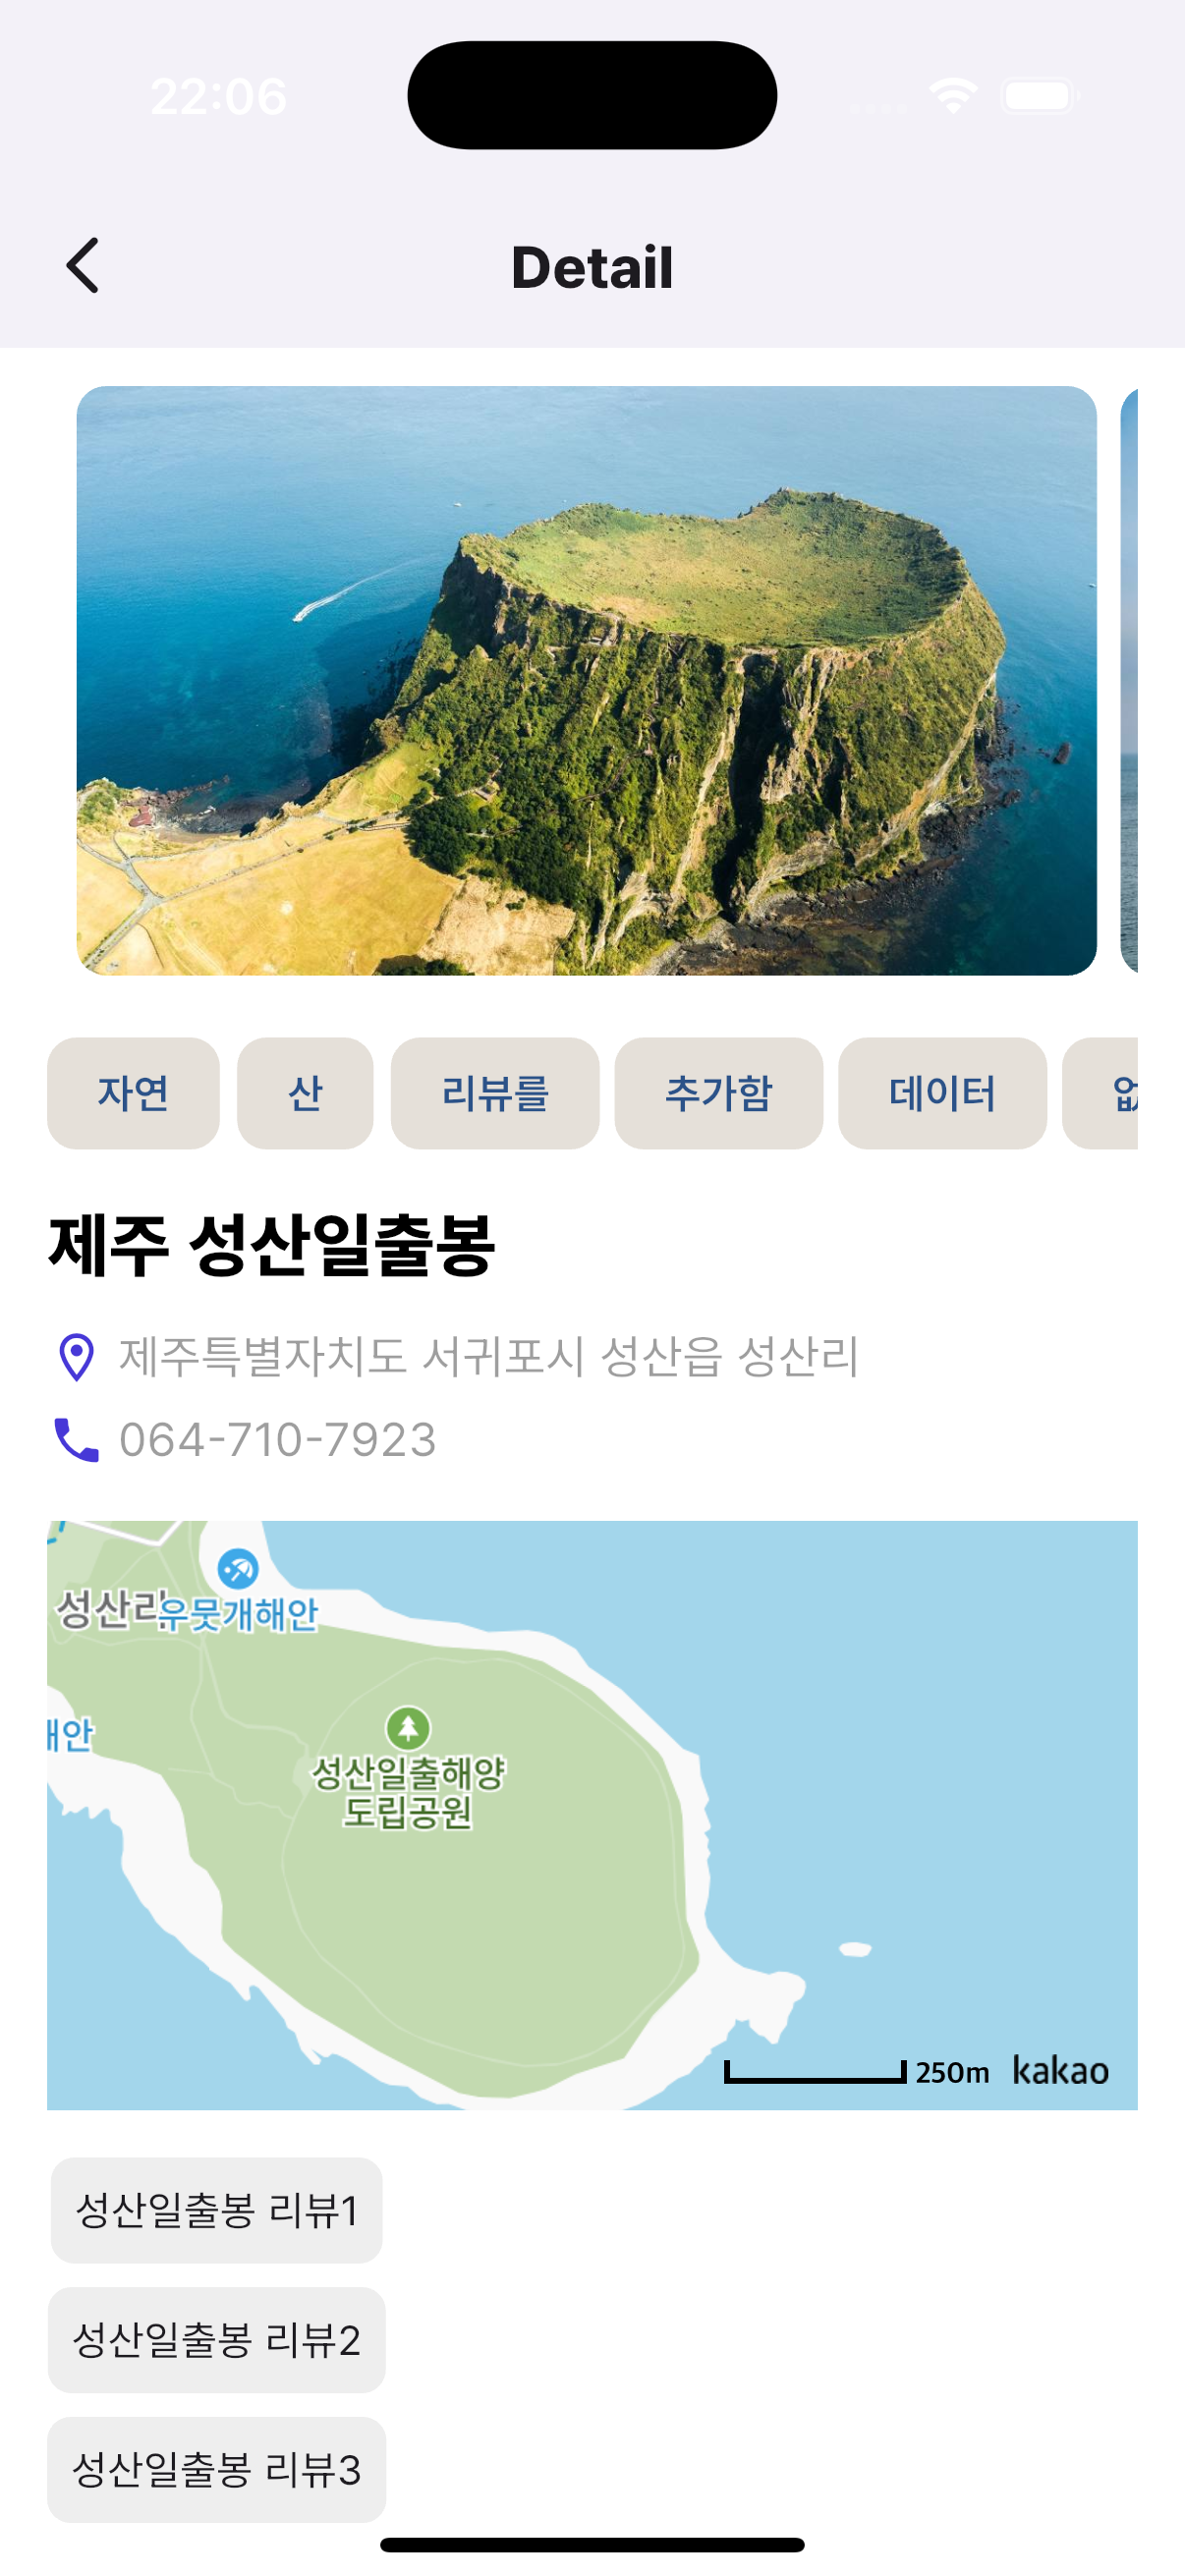 22:06
Detail
자연 산 리뷰를 추가함 데이터
제주 성산일출봉
제주특별자치도 서귀포시 성산읍 성산리
064-710-7923
성산리 우뭇개해안
해안
성산일출해양
도립공원
250m kakao
성산일출봉 리뷰1
성산일출봉 리뷰2
성산일출봉 리뷰3